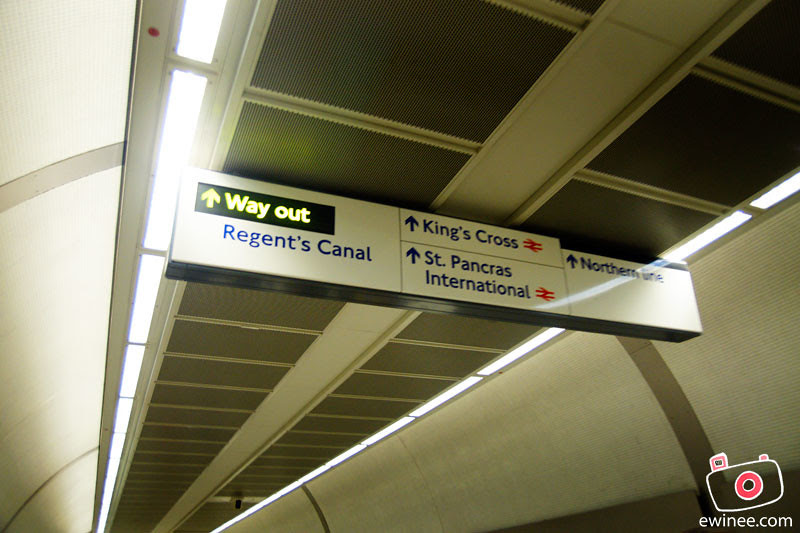 Way out
Regent's Canal
King's Cross
St. Pancras
International
Northern line
ewinee.com